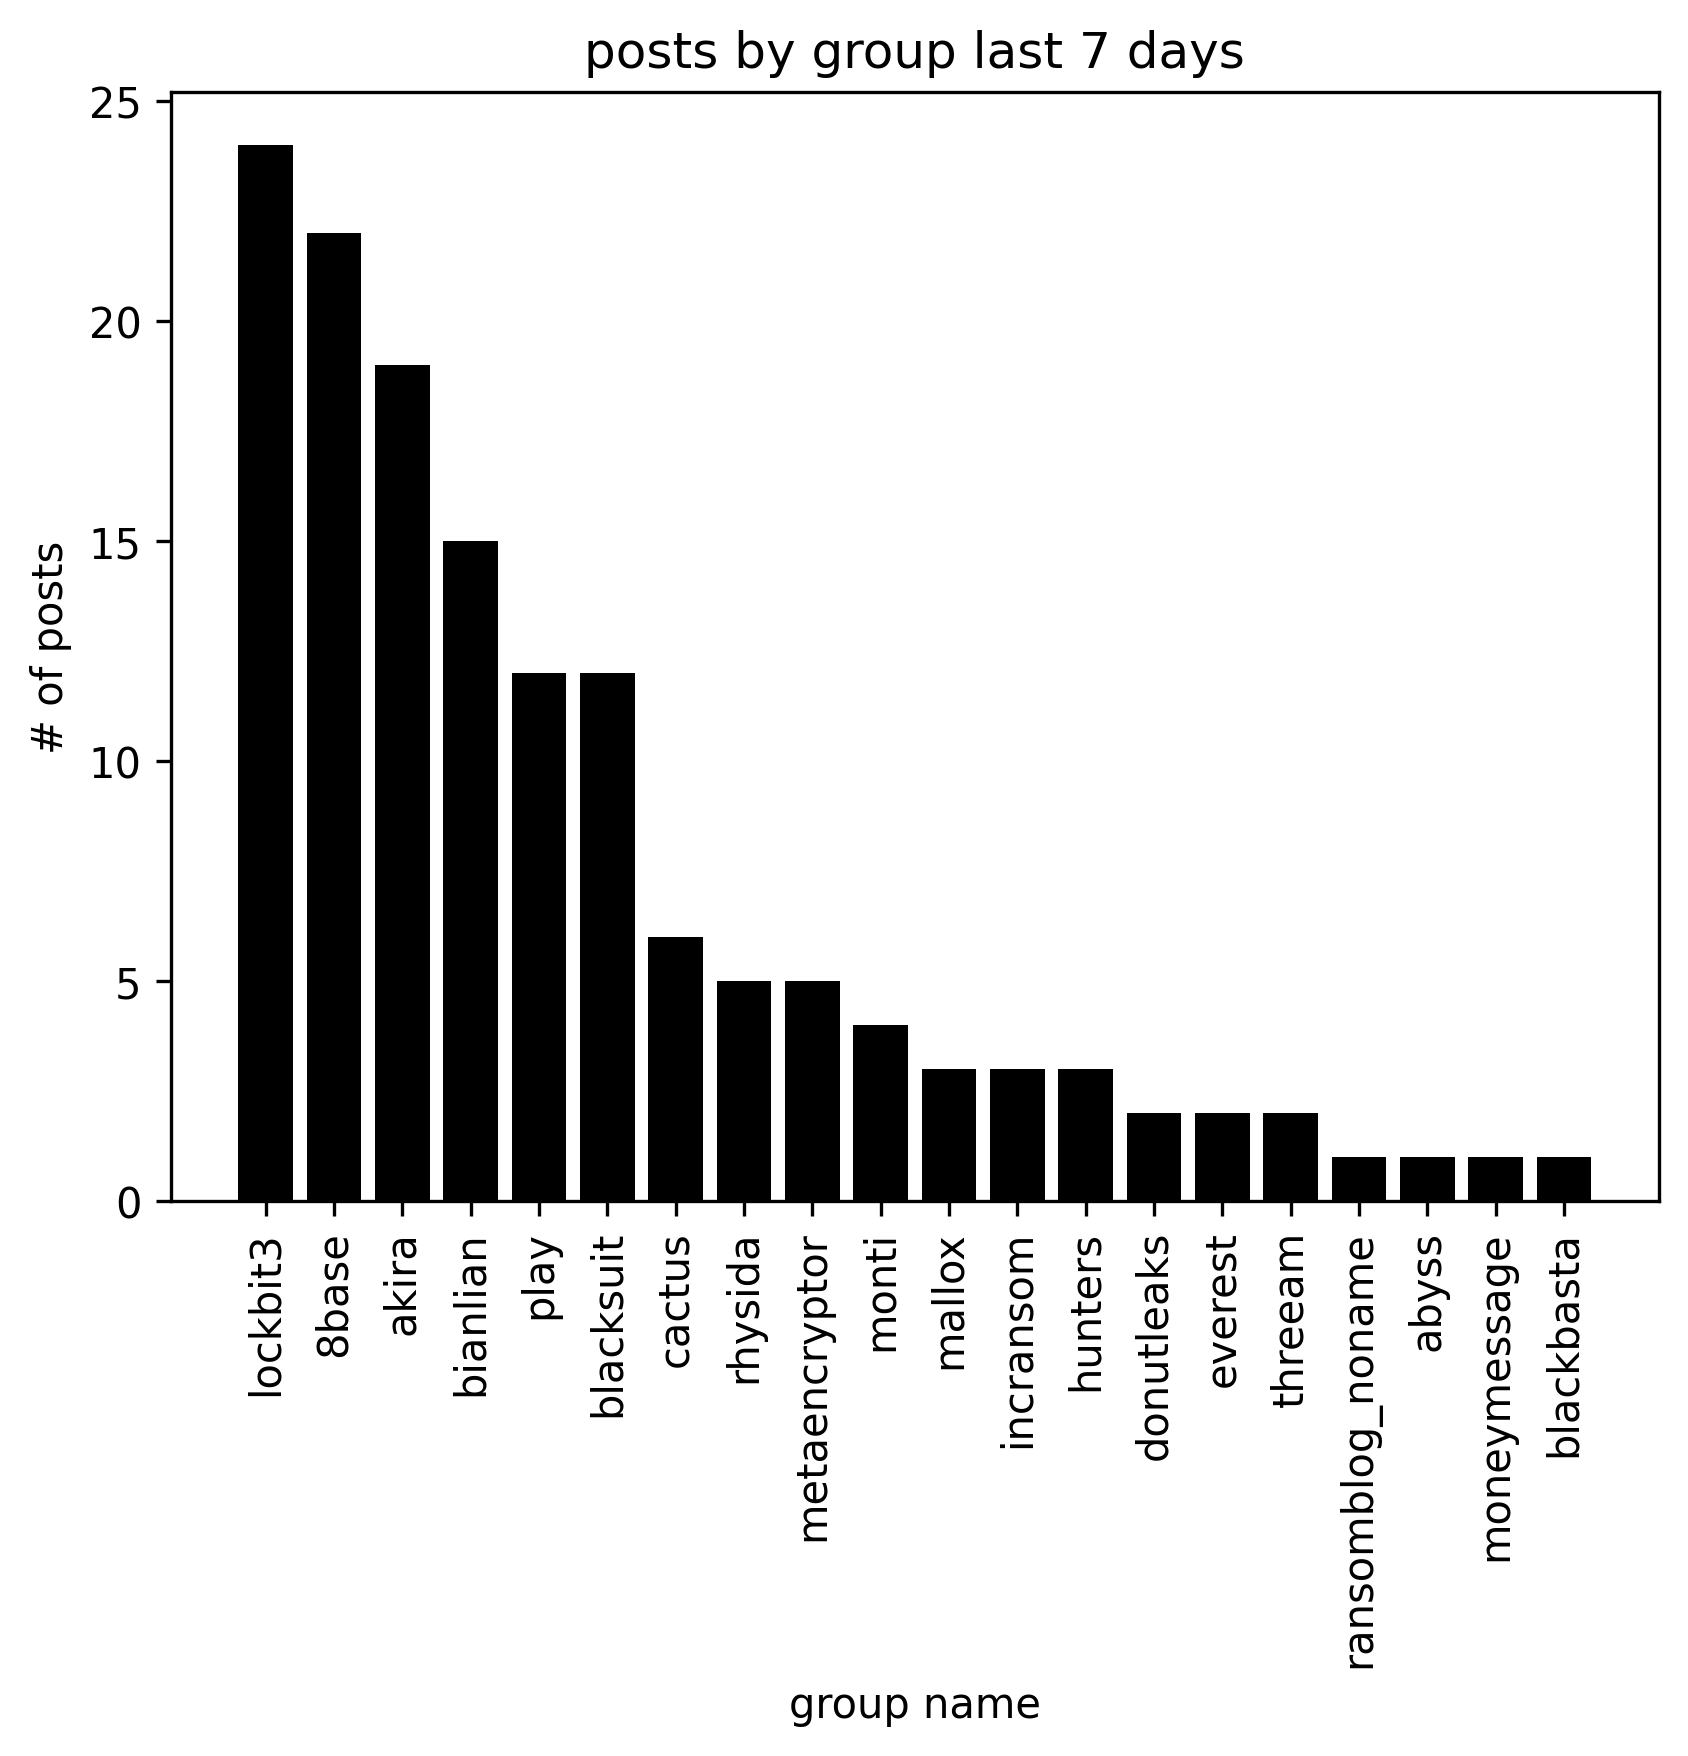 posts by group last 7 days
# of posts
25
20
15
10
5
0
lockbit3
8base
akira
bianlian
play
blacksuit
cactus
rhysida
metaencryptor
monti
mallox
incransom
hunters
donutleaks
everest
threeam
ransomblog_noname
abyss
moneymessage
blackbasta
group name